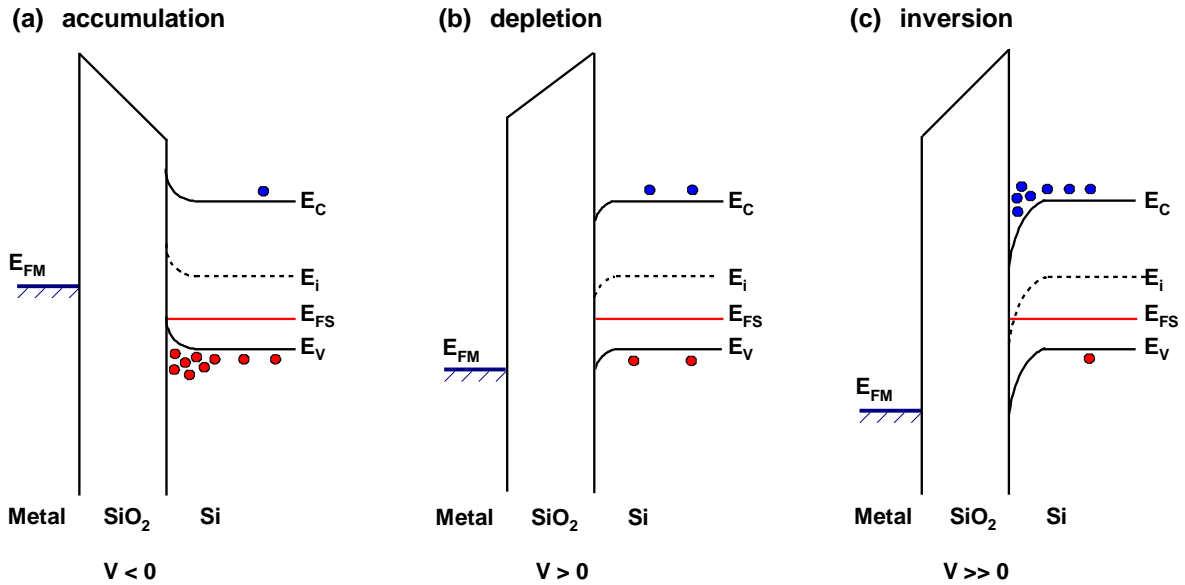 (a) accumulation
E_C
E_FM
E_i
E_FS
E_V
Metal SiO₂ Si
V < 0
(b) depletion
E_C
E_i
E_FS
E_FM
E_V
Metal SiO₂ Si
V > 0
(c) inversion
E_C
E_i
E_FS
E_V
E_FM
Metal SiO₂ Si
V >> 0